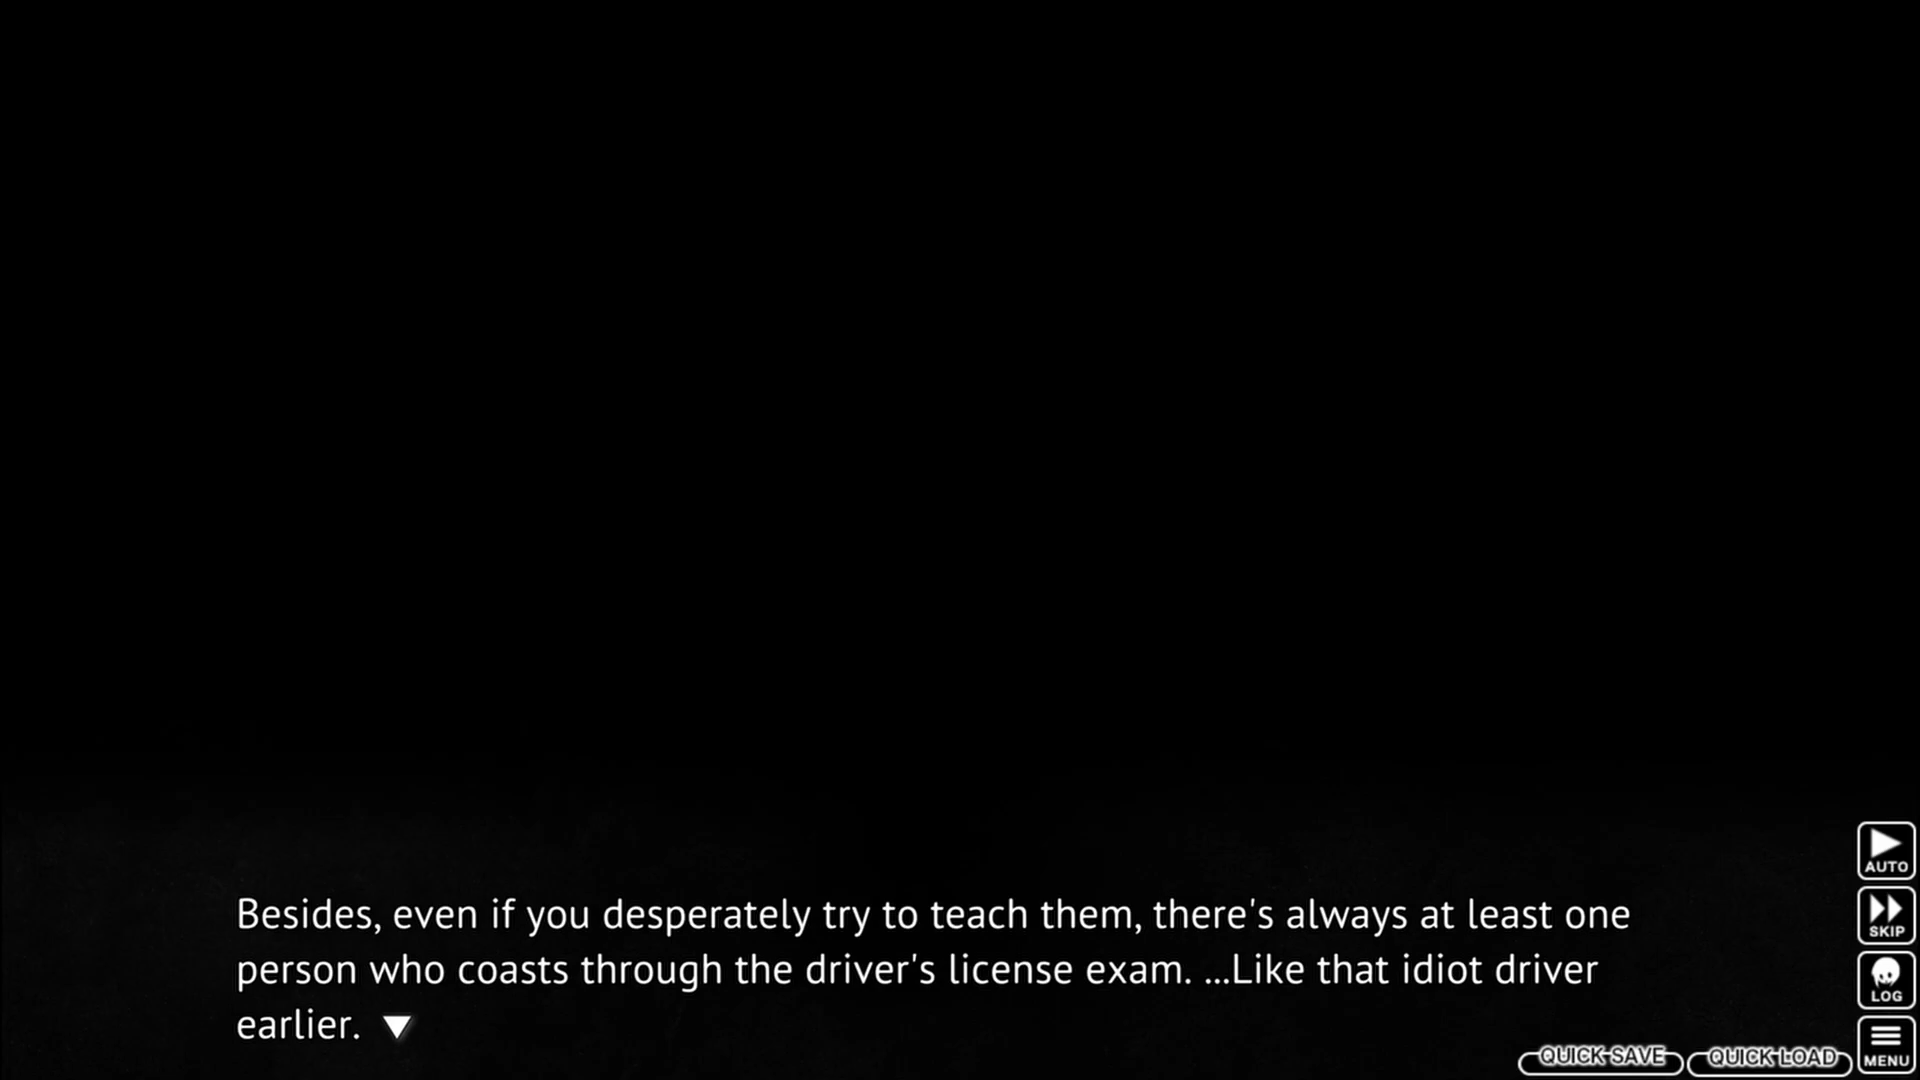 Besides, even if you desperately try to teach them, there's always at least one
person who coasts through the driver's license exam. ...Like that idiot driver
earlier.
AUTO
SKIP
LOG
MENU
QUICK SAVE
QUICK LOAD